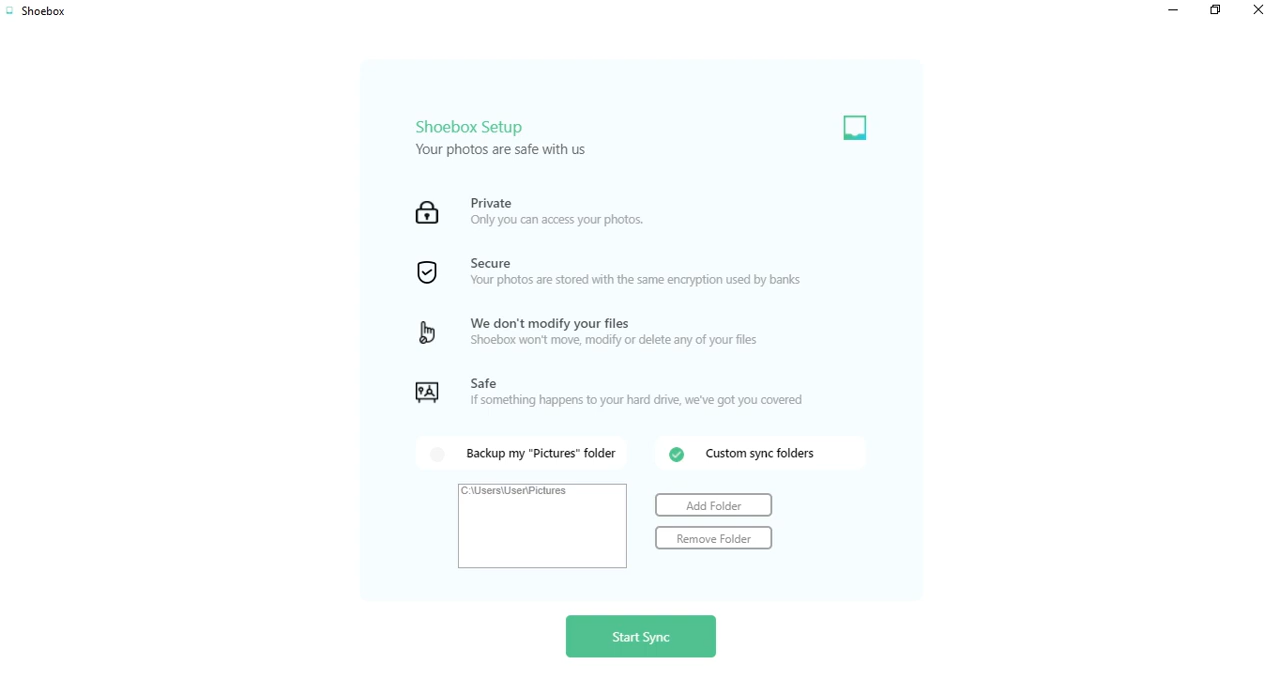 Shoebox
Shoebox Setup
Your photos are safe with us
Private
Only you can access your photos.
Secure
Your photos are stored with the same encryption used by banks
We don't modify your files
Shoebox won't move, modify or delete any of your files
Safe
If something happens to your hard drive, we've got you covered
Backup my "Pictures" folder
Custom sync folders
C:\Users\User\Pictures
Add Folder
Remove Folder
Start Sync